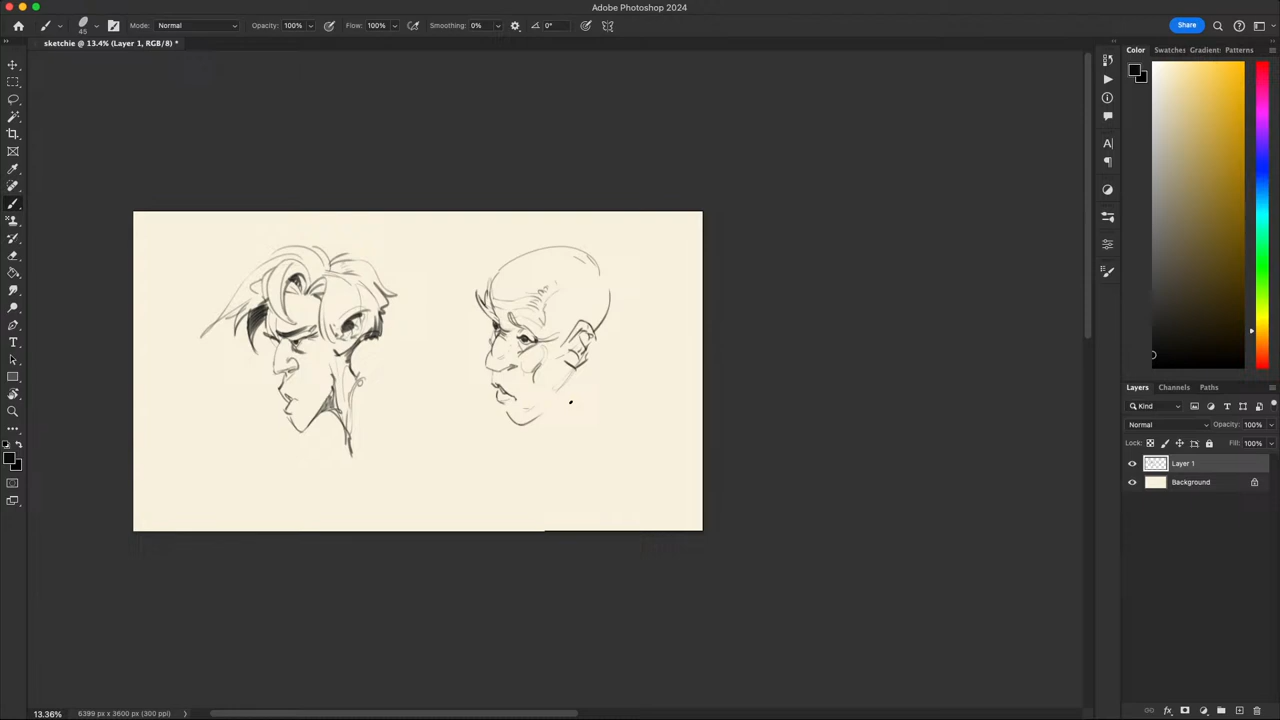 Adobe Photoshop 2024
45
Mode: Normal
Opacity: 100%
Flow: 100%
Smoothing: 0%
0°
Share
sketchie @ 13.4% (Layer 1, RGB/8) *
Color
Swatches
Gradient:
Patterns
Layers
Channels
Paths
Kind
Normal
Opacity: 100%
Lock:
Fill: 100%
Layer 1
Background
13.36%
6399 px x 3600 px (300 ppi)